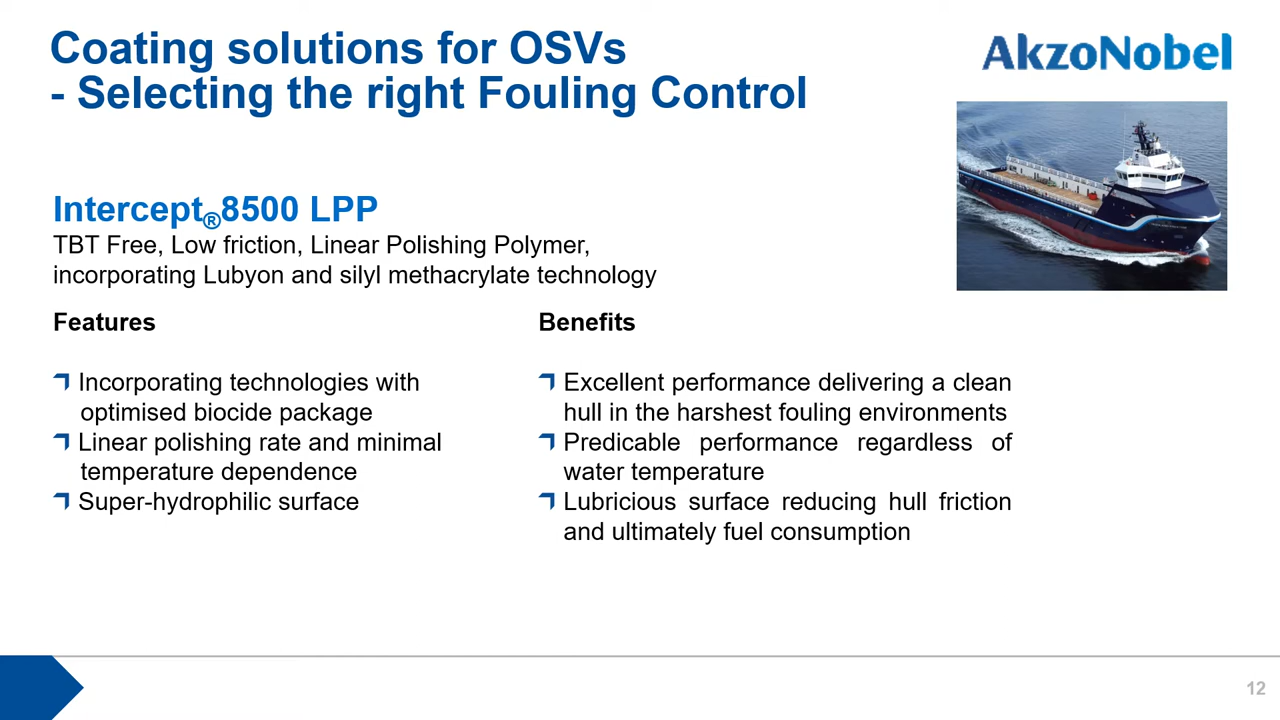 Coating solutions for OSVs
- Selecting the right Fouling Control
AkzoNobel
Intercept®8500 LPP
TBT Free, Low friction, Linear Polishing Polymer,
incorporating Lubyon and silyl methacrylate technology
Features
Incorporating technologies with
optimised biocide package
Linear polishing rate and minimal
temperature dependence
Super-hydrophilic surface
Benefits
Excellent performance delivering a clean
hull in the harshest fouling environments
Predicable performance regardless of
water temperature
Lubricious surface reducing hull friction
and ultimately fuel consumption
12